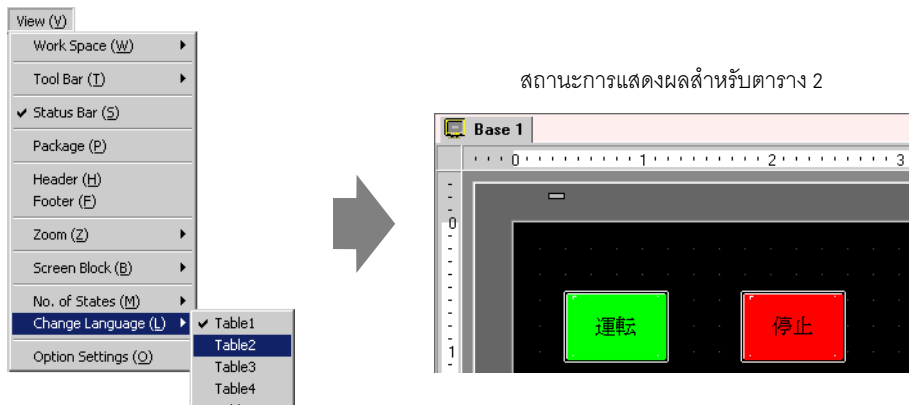 View (V)
Work Space (W)
Tool Bar (T)
Status Bar (S)
Package (P)
Header (H)
Footer (F)
Zoom (Z)
Screen Block (B)
No. of States (M)
Change Language (L)
Option Settings (O)
Table1
Table2
Table3
Table4
สถานะการแสดงผลสำหรับตาราง 2
Base 1
0 1 2 3
0
1
運転
停止